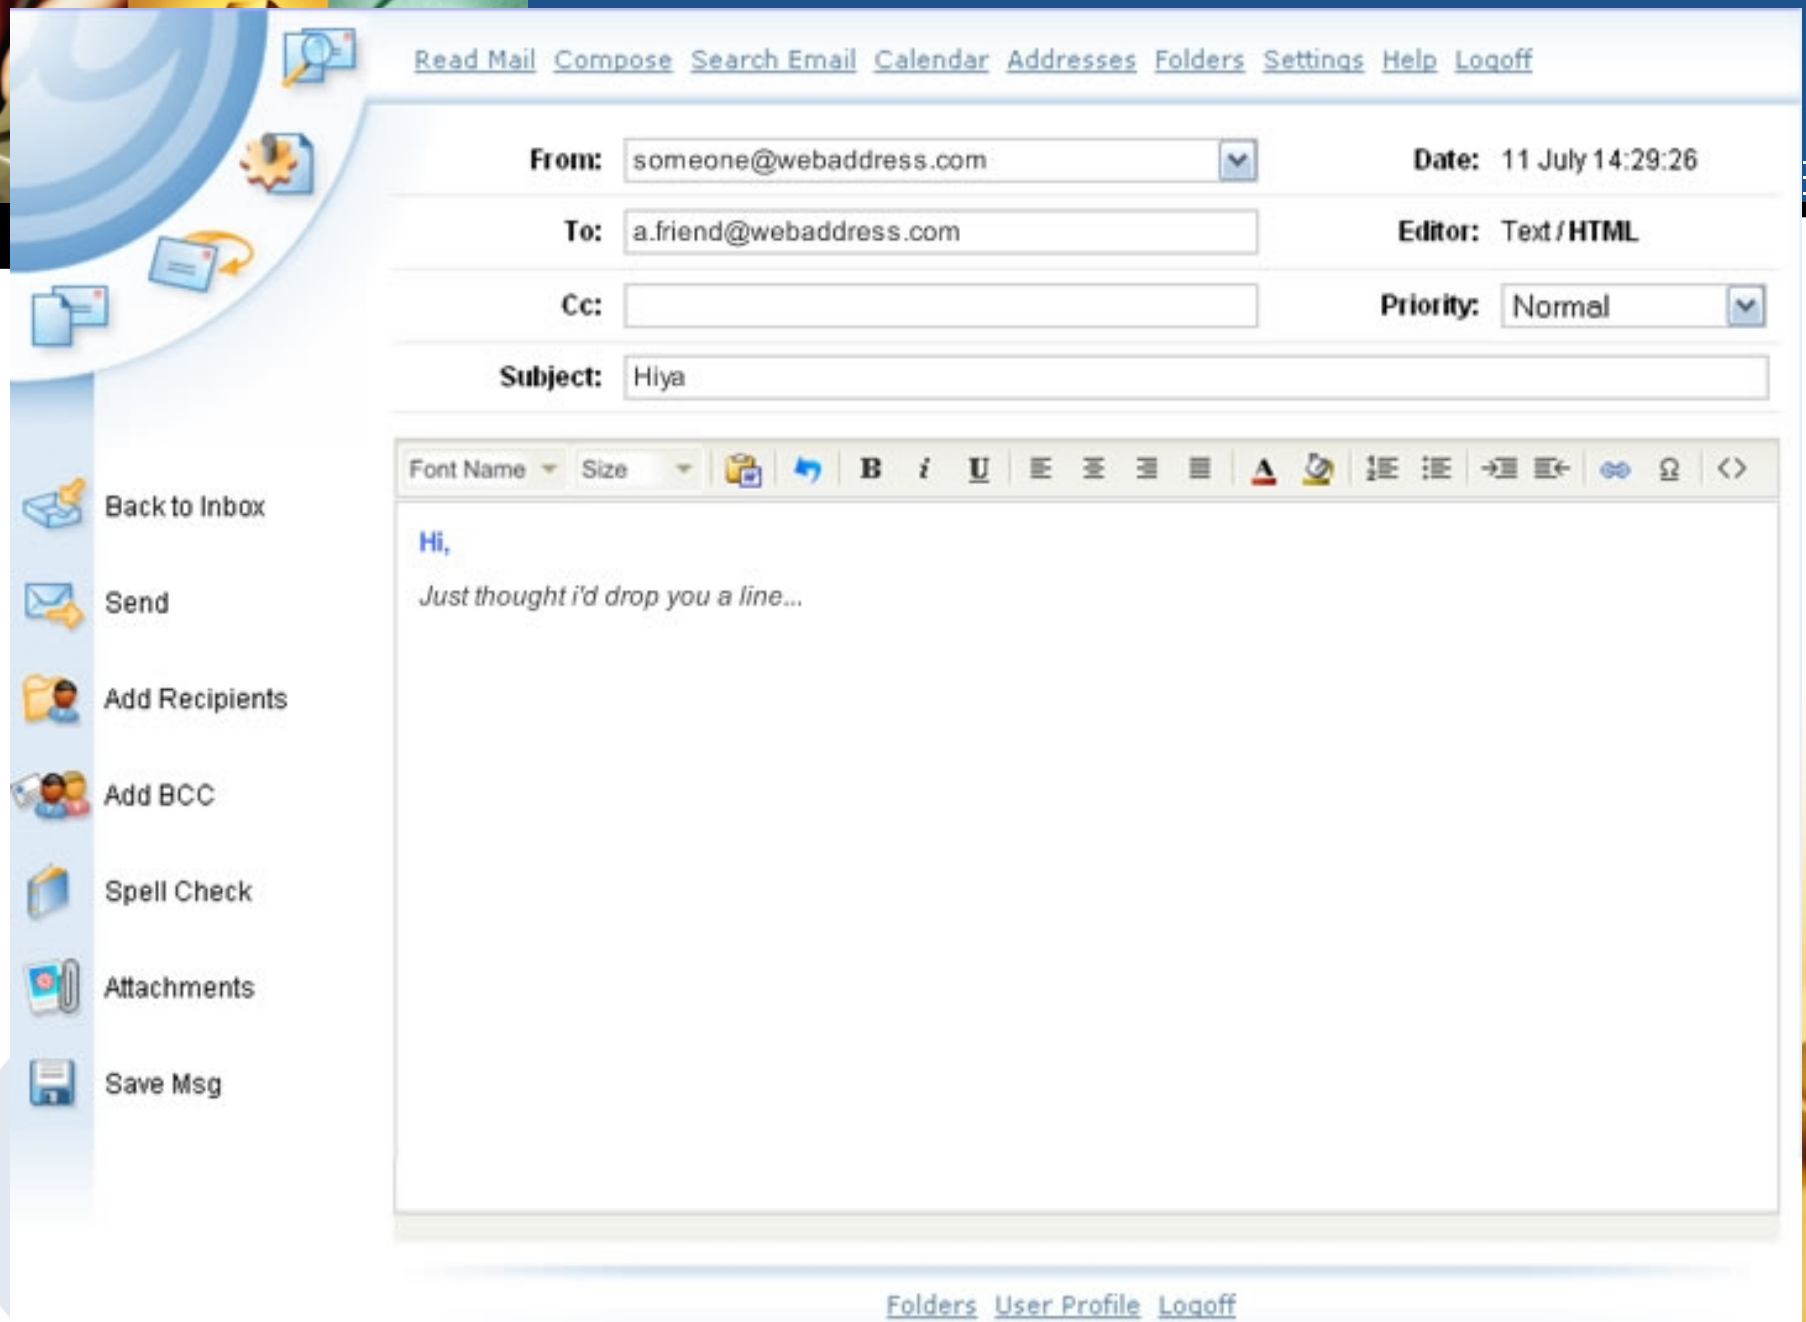 Read Mail Compose Search Email Calendar Addresses Folders Settings Help Logoff
From: someone@webaddress.com Date: 11 July 14:29:26
To: a.friend@webaddress.com Editor: Text / HTML
Cc: Priority: Normal
Subject: Hiya
Font Name Size B i U A Ω <>
Hi,
Just thought i'd drop you a line...
Back to Inbox
Send
Add Recipients
Add BCC
Spell Check
Attachments
Save Msg
Folders User Profile Logoff